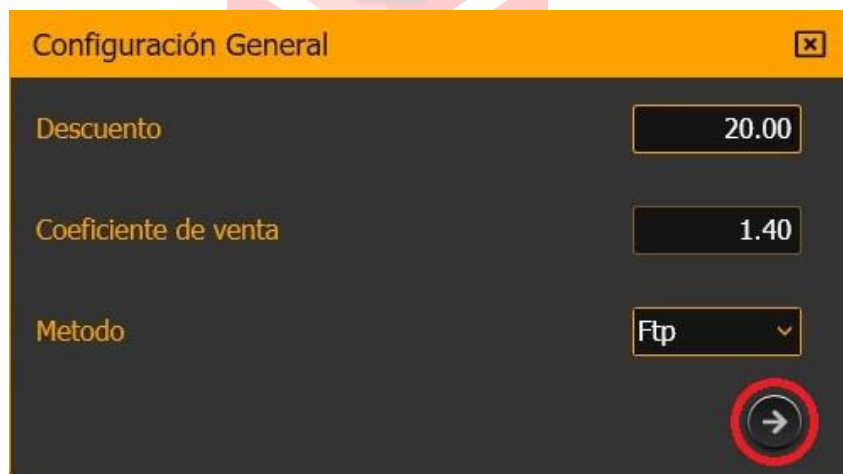 Configuración General
Descuento 20.00
Coeficiente de venta 1.40
Metodo Ftp